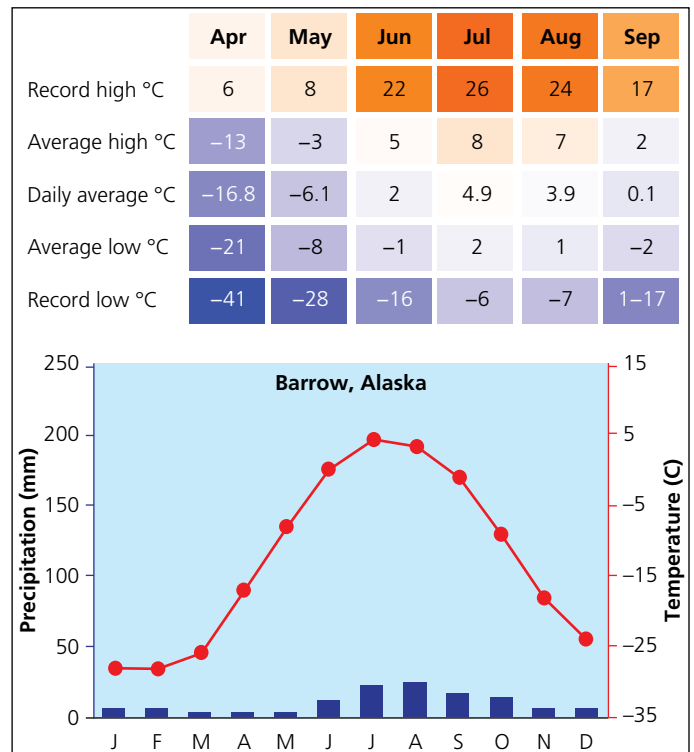 Apr May Jun Jul Aug Sep
Record high °C 6 8 22 26 24 17
Average high °C –13 –3 5 8 7 2
Daily average °C –16.8 –6.1 2 4.9 3.9 0.1
Average low °C –21 –8 –1 2 1 –2
Record low °C –41 –28 –16 –6 –7 1–17
Barrow, Alaska
Precipitation (mm)
250
200
150
100
50
0
15
5
–5
–15
–25
–35
Temperature (C)
J F M A M J J A S O N D